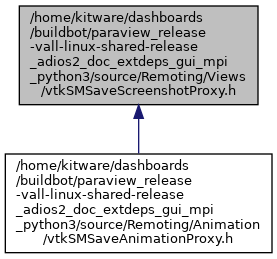 /home/kitware/dashboards
/buildbot/paraview_release
-vall-linux-shared-release
_adios2_doc_extdeps_gui_mpi
_python3/source/Remoting/Views
/vtkSMSaveScreenshotProxy.h
/home/kitware/dashboards
/buildbot/paraview_release
-vall-linux-shared-release
_adios2_doc_extdeps_gui_mpi
_python3/source/Remoting/Animation
/vtkSMSaveAnimationProxy.h